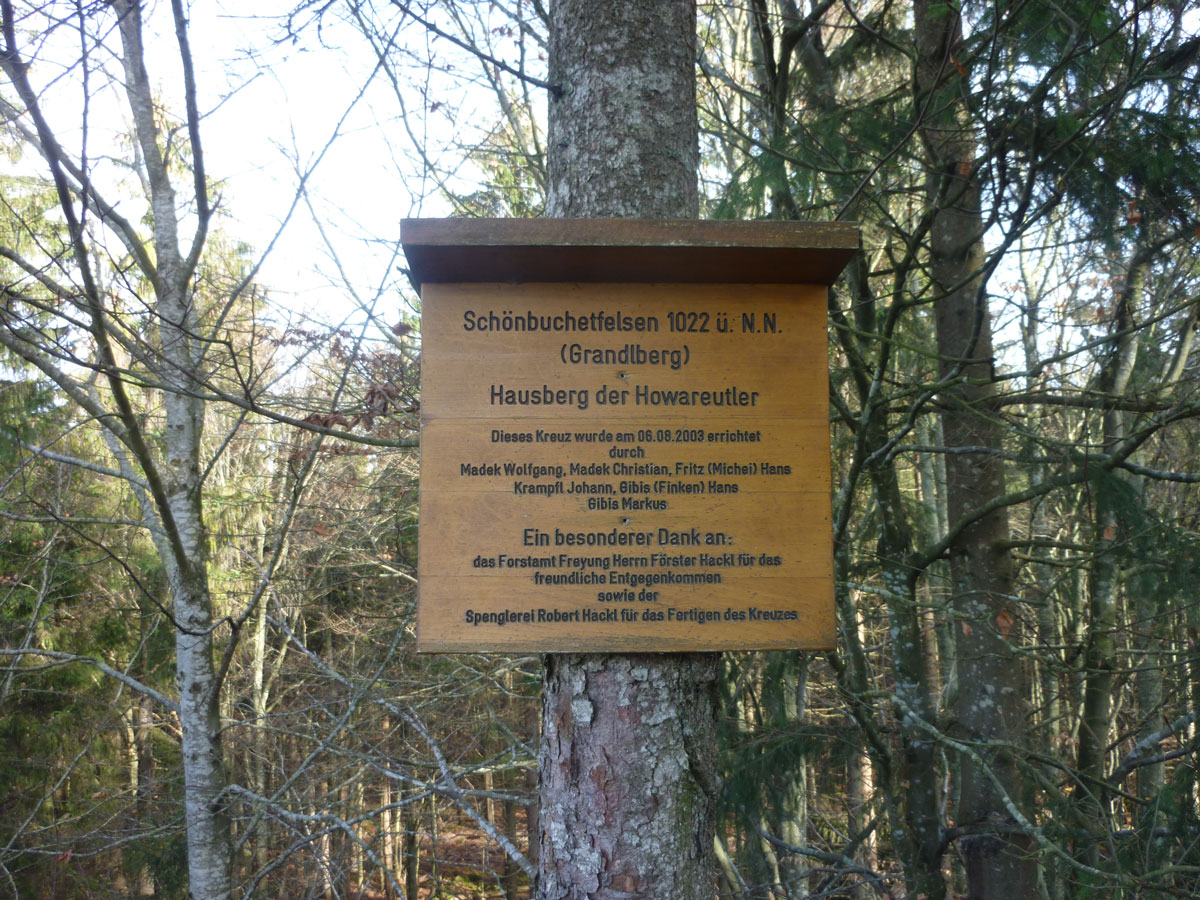 Schönbuchetfelsen 1022 ü. N.N.
(Grandlberg)
Hausberg der Howareutler
Dieses Kreuz wurde am 06.08.2003 errichtet
durch
Madek Wolfgang, Madek Christian, Fritz (Michei) Hans
Krampfl Johann, Gibis (Finken) Hans
Gibis Markus
Ein besonderer Dank an:
das Forstamt Freyung Herrn Förster Hackl für das
freundliche Entgegenkommen
sowie der
Spenglerei Robert Hackl für das Fertigen des Kreuzes